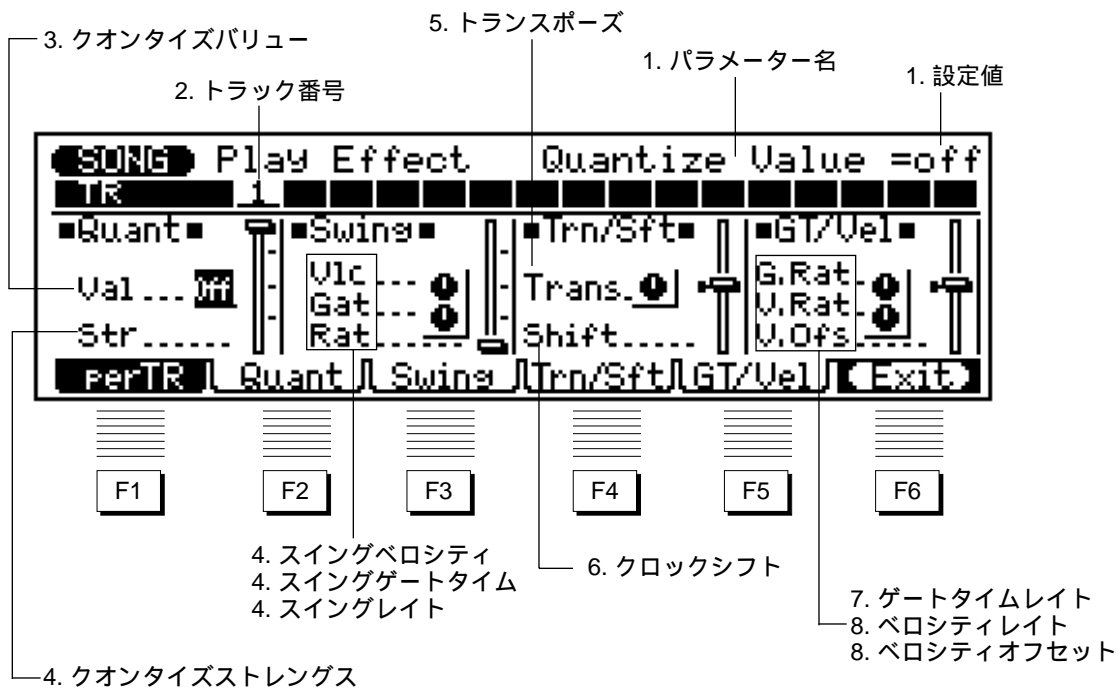 5. トランスポーズ
3. クオンタイズバリュー
1. パラメーター名
1. 設定値
2. トラック番号
SONG Play Effect Quantize Value =off
TR 1
■Quant■ ■Swing■ ■Trn/Sft■ ■GT/Vel■
Val... Off
Str......
Vlc...
Gat...
Rat......
Trans.
Shift.....
G.Rat.
V.Rat.
V.Ofs......
perTR Quant Swing Trn/Sft GT/Vel (Exit)
F1 F2 F3 F4 F5 F6
4. スイングベロシティ
4. スイングゲートタイム
4. スイングレイト
6. クロックシフト
7. ゲートタイムレイト
8. ベロシティレイト
8. ベロシティオフセット
4. クオンタイズストレングス